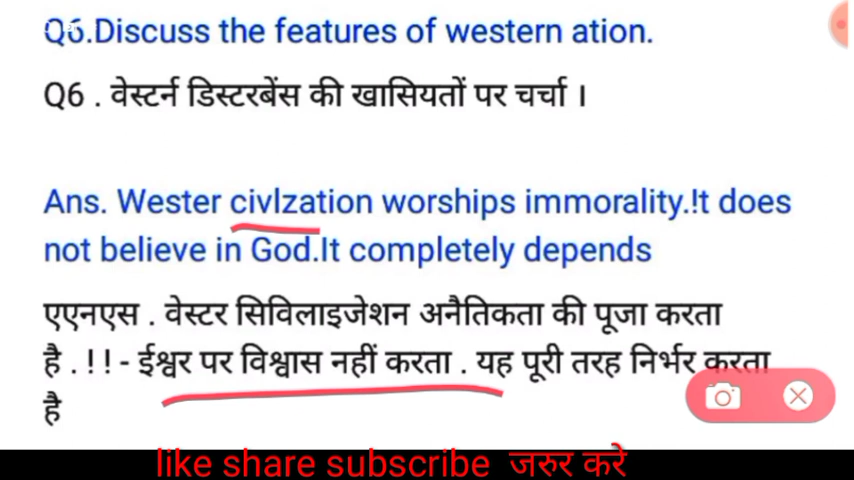 Q6.Discuss the features of western ation.
Q6 . वेस्टर्न डिस्टरबेंस की खासियतों पर चर्चा ।
Ans. Wester civlzation worships immorality.!t does
not believe in God.It completely depends
एएनएस . वेस्टर सिविलाइजेशन अनैतिकता की पूजा करता
है . ! ! - ईश्वर पर विश्वास नहीं करता . यह पूरी तरह निर्भर करता
है
like share subscribe जरुर करे